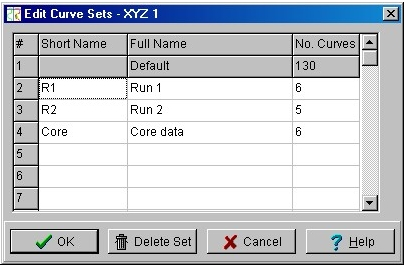 Edit Curve Sets - XYZ 1
# Short Name Full Name No. Curves
1 Default 130
2 R1 Run 1 6
3 R2 Run 2 5
4 Core Core data 6
5
6
7
OK Delete Set Cancel Help